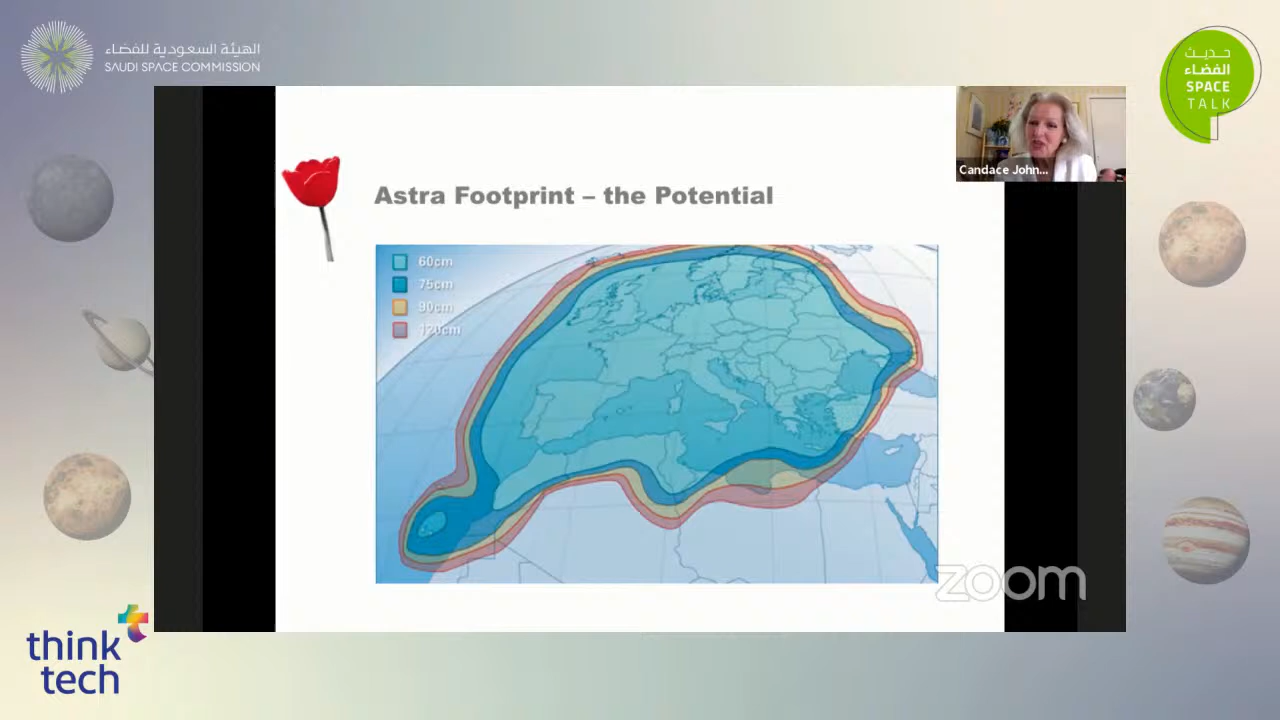 الهيئة السعودية للفضاء
SAUDI SPACE COMMISSION
حديث
الفضاء
SPACE
TALK
Candace John...
Astra Footprint – the Potential
60cm
75cm
90cm
120cm
zoom
think
tech